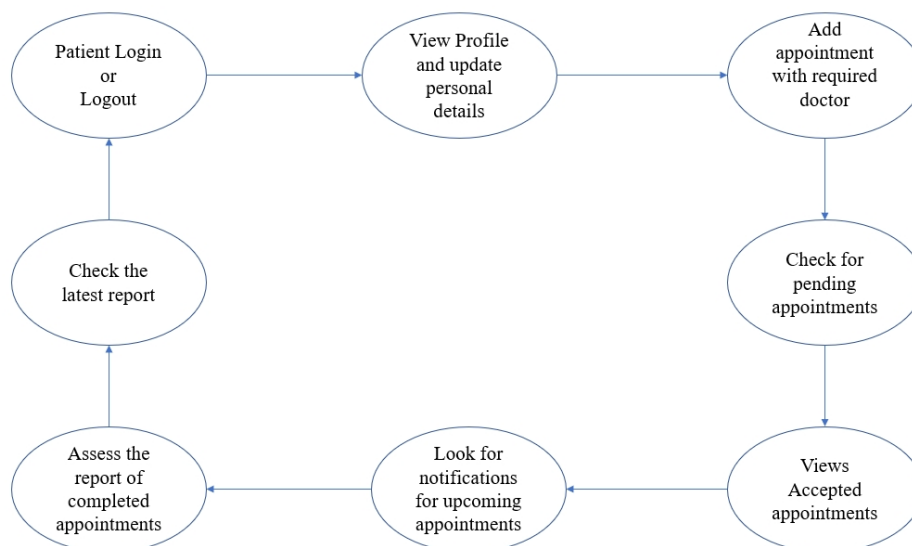 Patient Login
or
Logout
View Profile
and update
personal
details
Add
appointment
with required
doctor
Check for
pending
appointments
Views
Accepted
appointments
Look for
notifications
for upcoming
appointments
Assess the
report of
completed
appointments
Check the
latest report